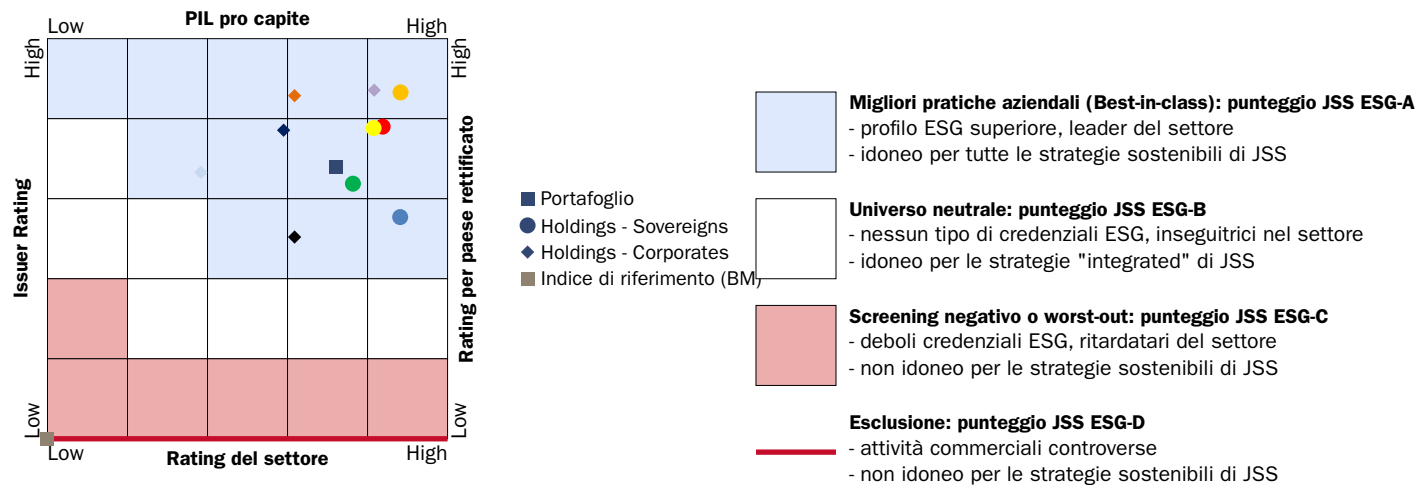 PIL pro capite
Low
High
High
High
Issuer Rating
Rating per paese rettificato
Low
Low
Low
High
Rating del settore
Portafoglio
Holdings - Sovereigns
Holdings - Corporates
Indice di riferimento (BM)
Migliori pratiche aziendali (Best-in-class): punteggio JSS ESG-A
- profilo ESG superiore, leader del settore
- idoneo per tutte le strategie sostenibili di JSS
Universo neutrale: punteggio JSS ESG-B
- nessun tipo di credenziali ESG, inseguitrici nel settore
- idoneo per le strategie "integrated" di JSS
Screening negativo o worst-out: punteggio JSS ESG-C
- deboli credenziali ESG, ritardatari del settore
- non idoneo per le strategie sostenibili di JSS
Esclusione: punteggio JSS ESG-D
- attività commerciali controverse
- non idoneo per le strategie sostenibili di JSS